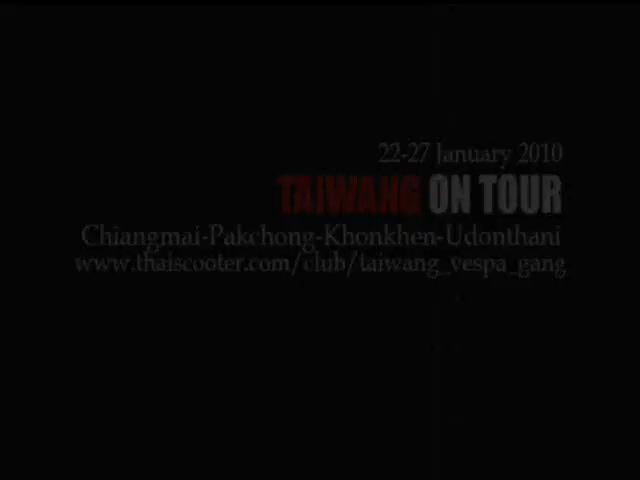 22-27 January 2010
TAIWANG ON TOUR
Chiangmai-Pakchong-Khonkhen-Udonthani
www.thaiscooter.com/club/taiwang_vespa_gang